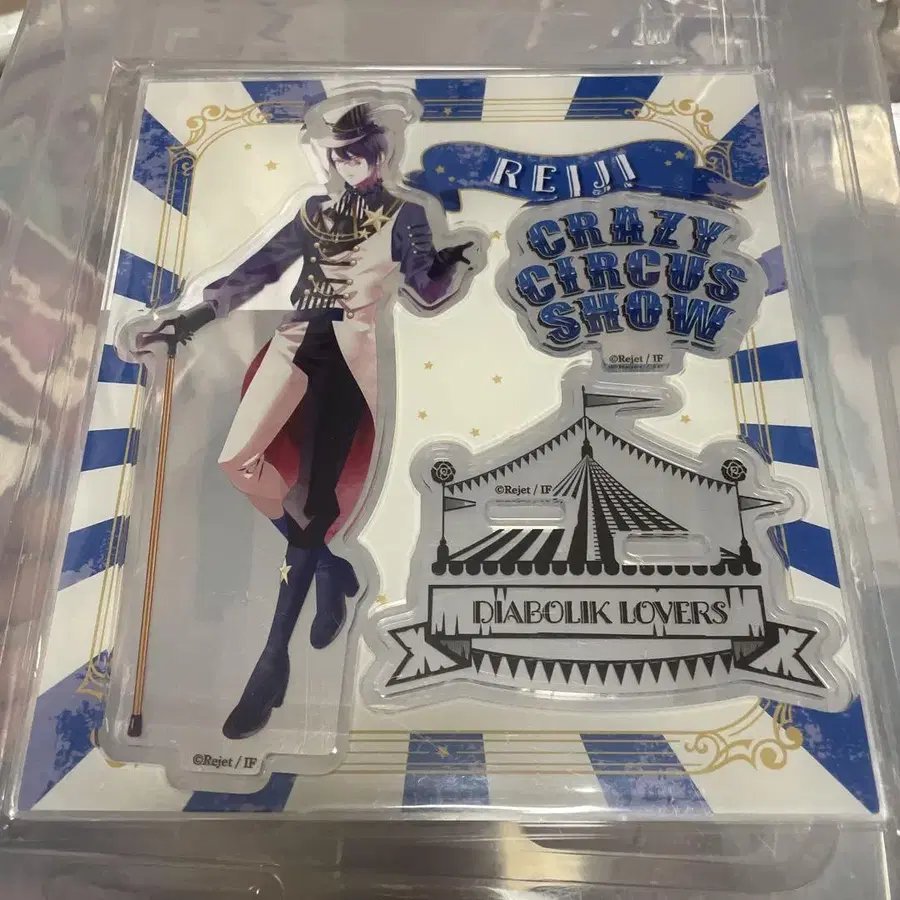 REIJI
CRAZY
CIRCUS
SHOW
©Rejet / IF
©Rejet / IF
DIABOLIK LOVERS
©Rejet / IF